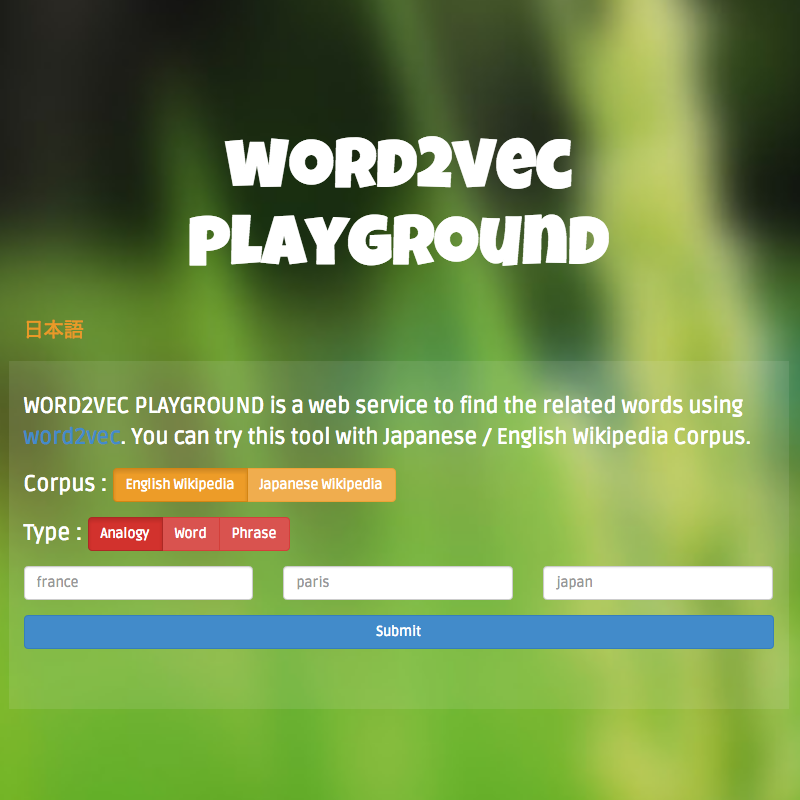 WORD2VEC
PLAYGROUND
日本語
WORD2VEC PLAYGROUND is a web service to find the related words using
word2vec. You can try this tool with Japanese / English Wikipedia Corpus.
Corpus : English Wikipedia Japanese Wikipedia
Type : Analogy Word Phrase
france paris japan
Submit